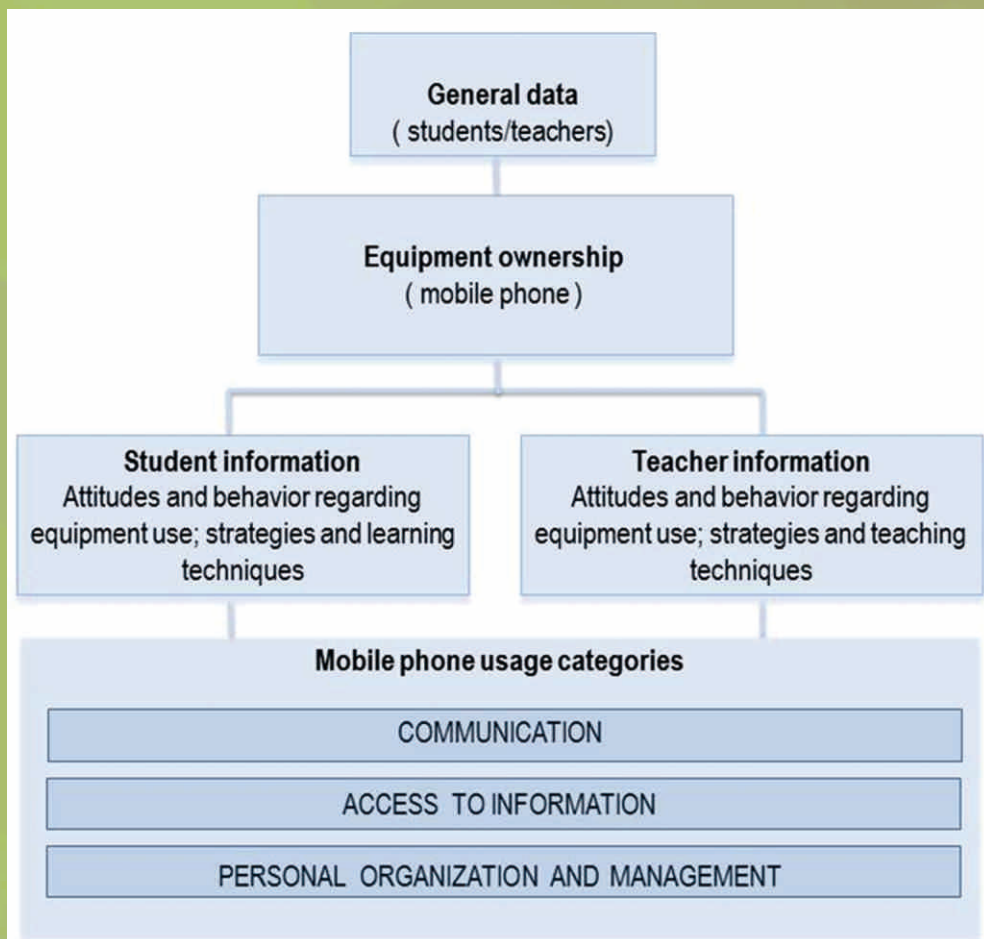 General data
( students/teachers)
Equipment ownership
( mobile phone )
Student information
Attitudes and behavior regarding
equipment use; strategies and learning
techniques
Teacher information
Attitudes and behavior regarding
equipment use; strategies and teaching
techniques
Mobile phone usage categories
COMMUNICATION
ACCESS TO INFORMATION
PERSONAL ORGANIZATION AND MANAGEMENT